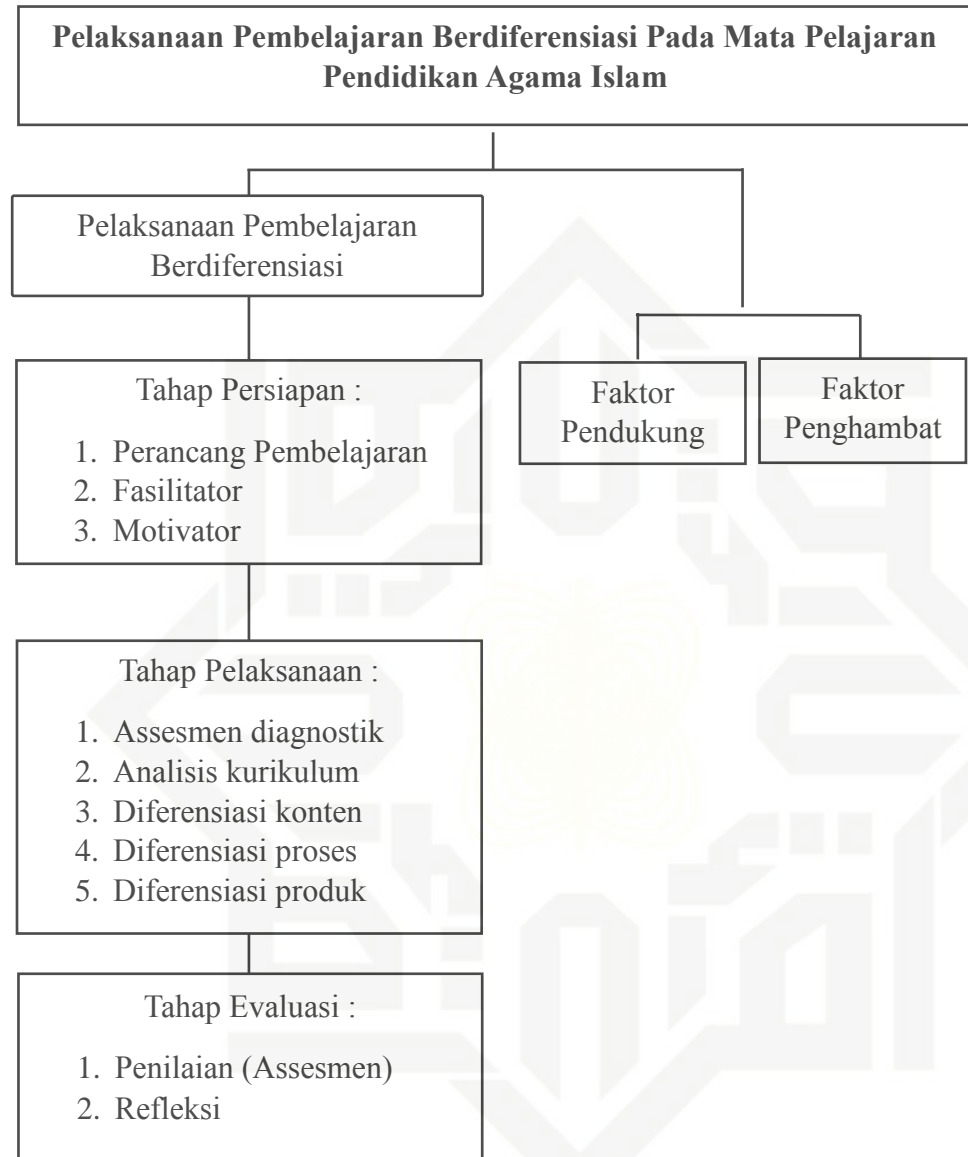 Pelaksanaan Pembelajaran Berdiferensiasi Pada Mata Pelajaran
Pendidikan Agama Islam
Pelaksanaan Pembelajaran
Berdiferensiasi
Tahap Persiapan :
1. Perancang Pembelajaran
2. Fasilitator
3. Motivator
Faktor
Pendukung
Faktor
Penghambat
Tahap Pelaksanaan :
1. Assesmen diagnostik
2. Analisis kurikulum
3. Diferensiasi konten
4. Diferensiasi proses
5. Diferensiasi produk
Tahap Evaluasi :
1. Penilaian (Assesmen)
2. Refleksi